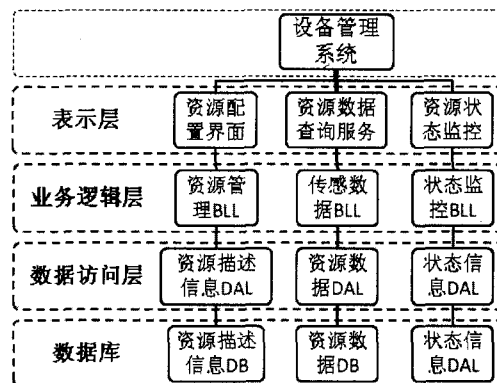 设备管理
系统
表示层
资源配
置界面
资源数据
查询服务
资源状
态监控
业务逻辑层
资源管
理BLL
传感数
据BLL
状态监
控BLL
数据访问层
资源描述
信息DAL
资源数
据DAL
状态信
息DAL
数据库
资源描述
信息DB
资源数
据DB
状态信
息DAL